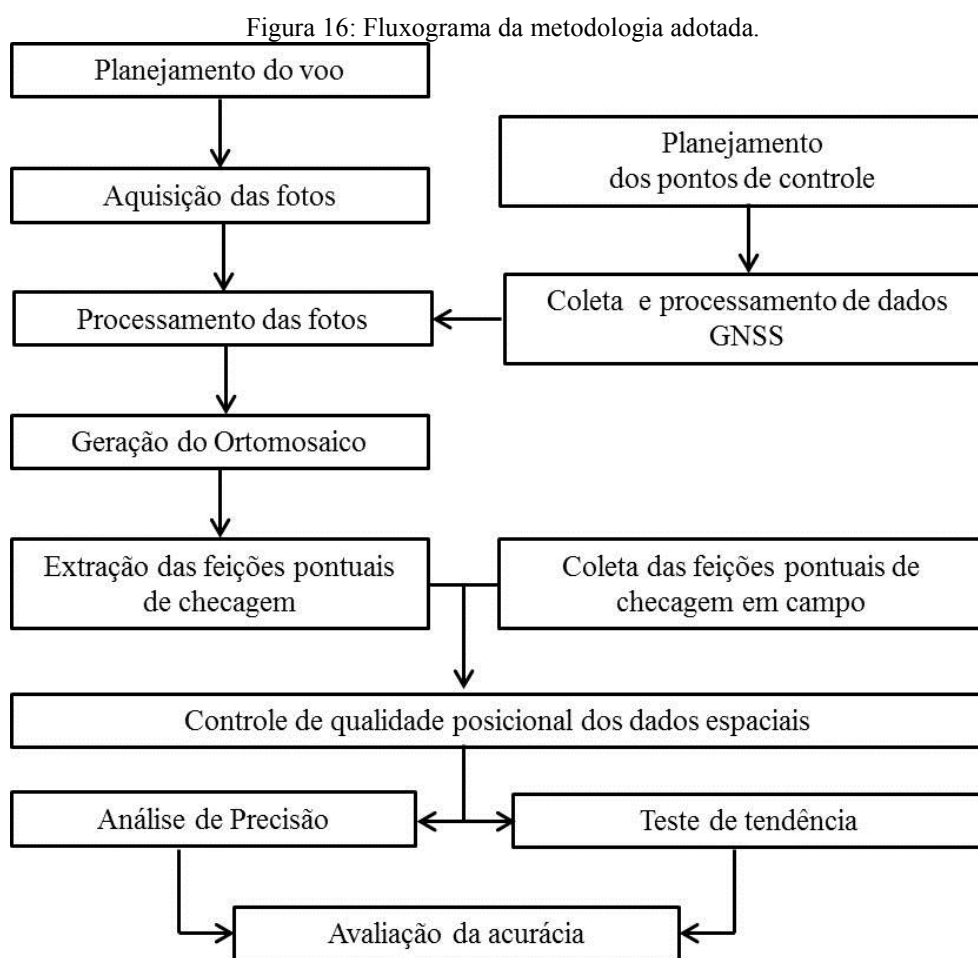 Figura 16: Fluxograma da metodologia adotada.
Planejamento do voo
Planejamento
dos pontos de controle
Aquisição das fotos
Coleta e processamento de dados
GNSS
Processamento das fotos
Geração do Ortomosaico
Extração das feições pontuais
de checagem
Coleta das feições pontuais de
checagem em campo
Controle de qualidade posicional dos dados espaciais
Análise de Precisão
Teste de tendência
Avaliação da acurácia